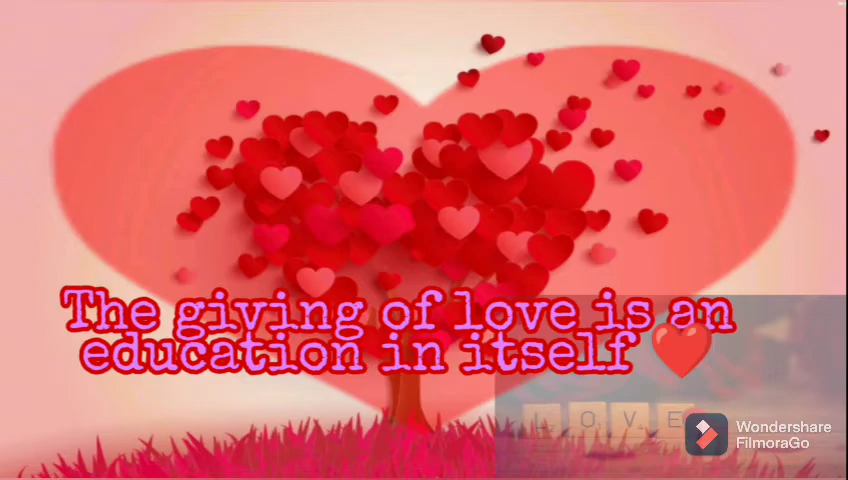 The giving of love is an
education in itself ❤️
L O V E
Wondershare
FilmoraGo